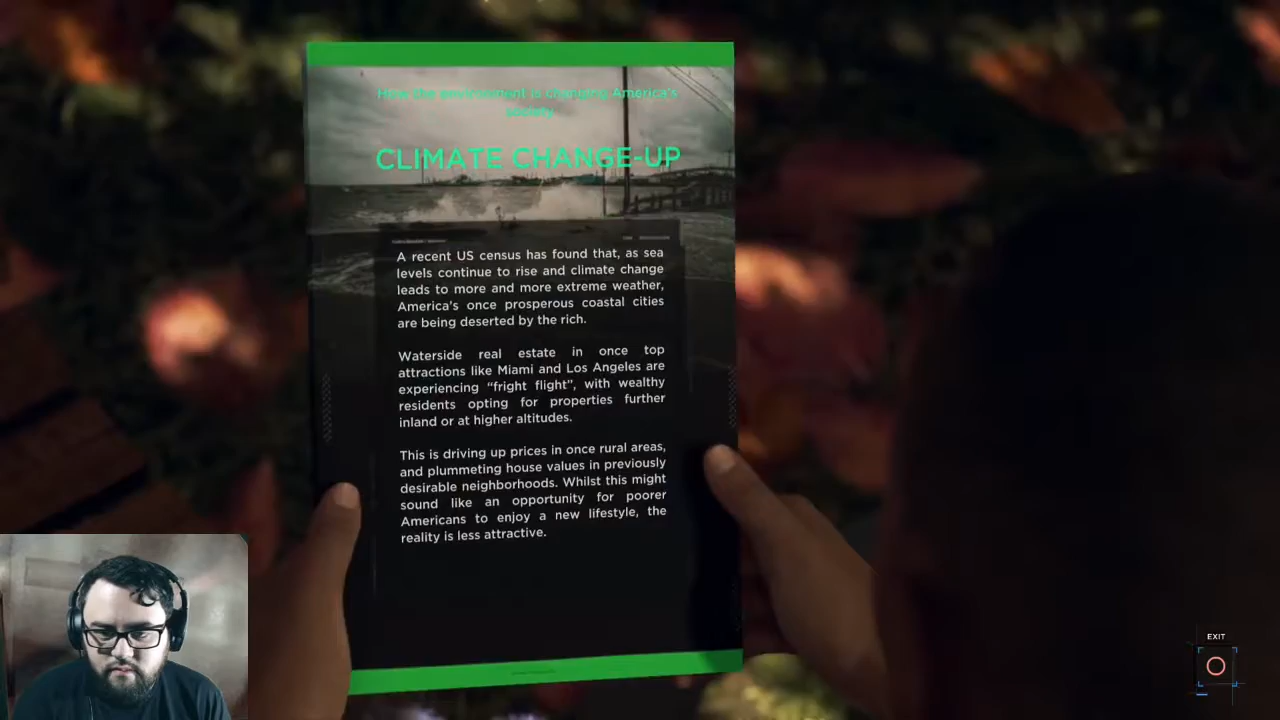 How the environment is changing America's
society
CLIMATE CHANGE-UP
A recent US census has found that, as sea
levels continue to rise and climate change
leads to more and more extreme weather,
America's once prosperous coastal cities
are being deserted by the rich.
Waterside real estate in once top
attractions like Miami and Los Angeles are
experiencing "fright flight", with wealthy
residents opting for properties further
inland or at higher altitudes.
This is driving up prices in once rural areas,
and plummeting house values in previously
desirable neighborhoods. Whilst this might
sound like an opportunity for poorer
Americans to enjoy a new lifestyle, the
reality is less attractive.
EXIT